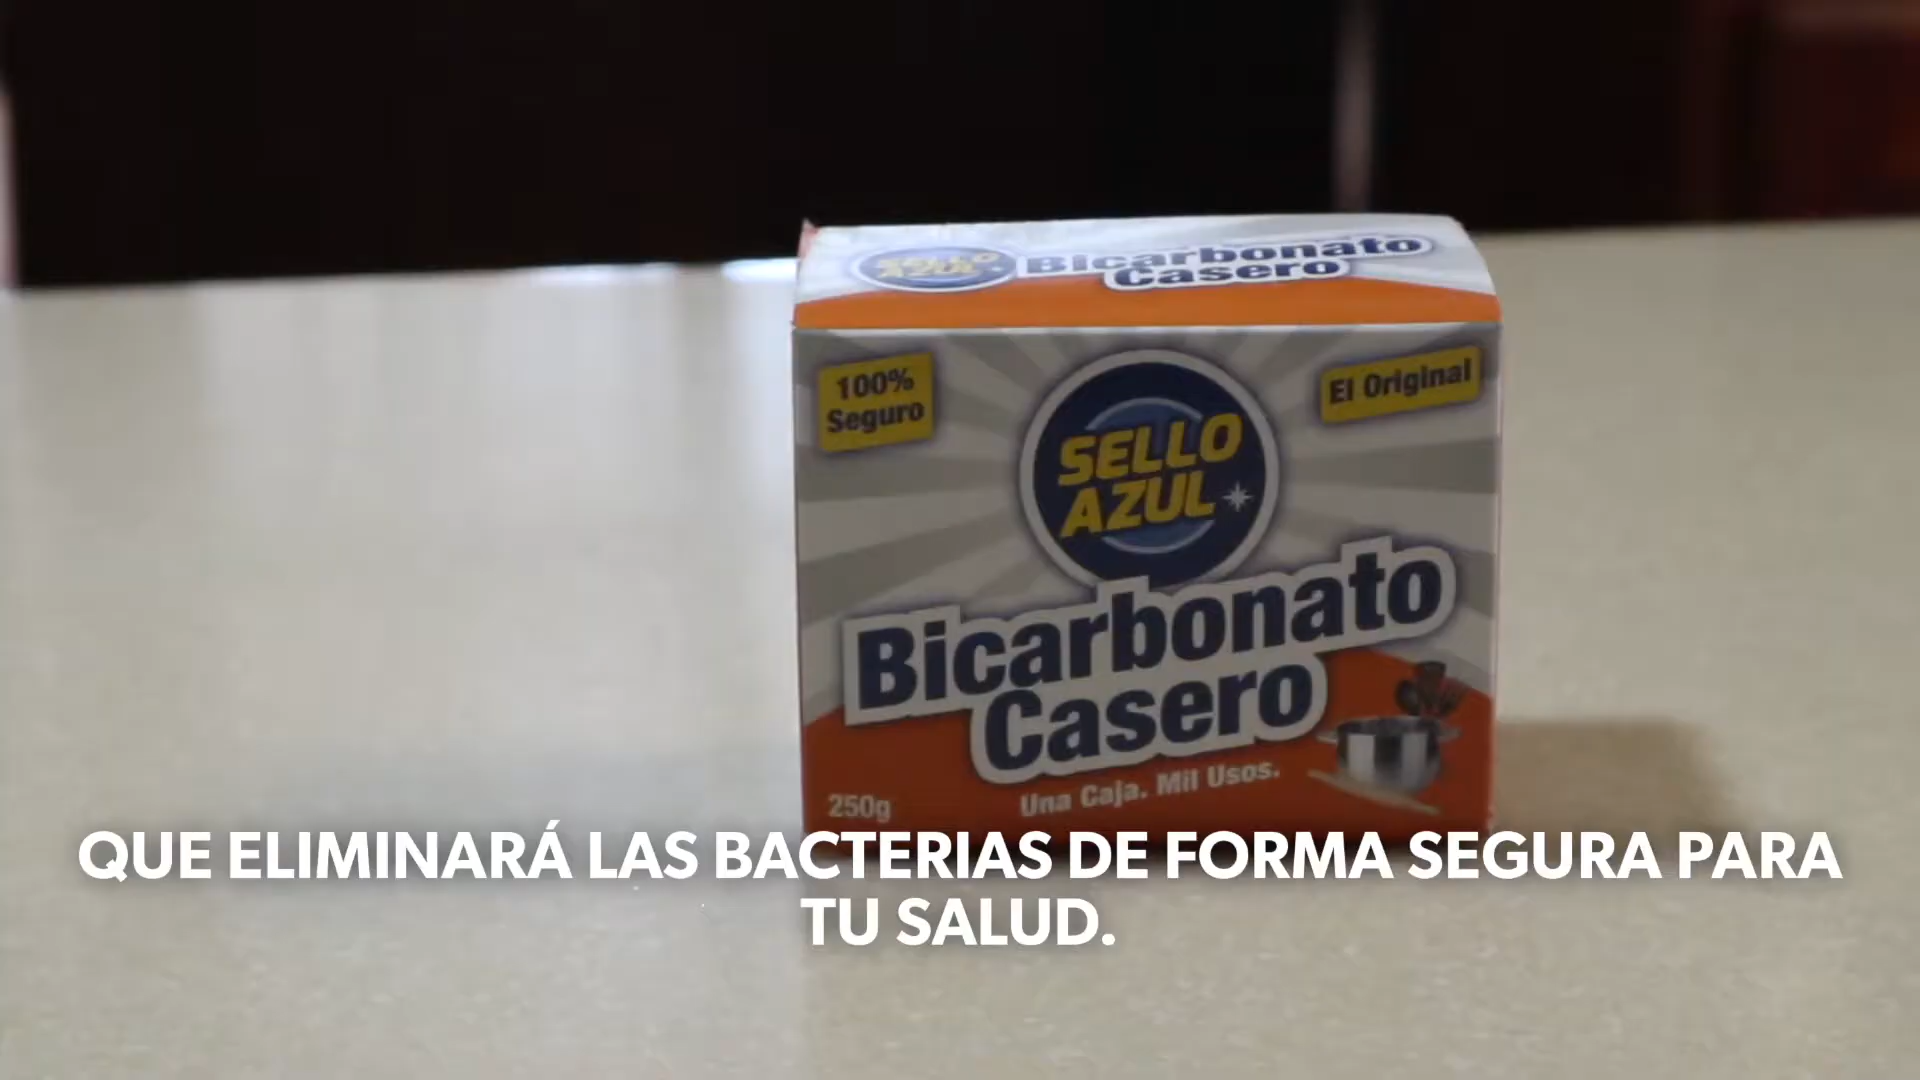 SELLO
AZUL
Bicarbonato
Casero
100%
Seguro
El Original
SELLO
AZUL
Bicarbonato
Casero
Una Caja. Mil Usos.
250g
QUE ELIMINARÁ LAS BACTERIAS DE FORMA SEGURA PARA
TU SALUD.